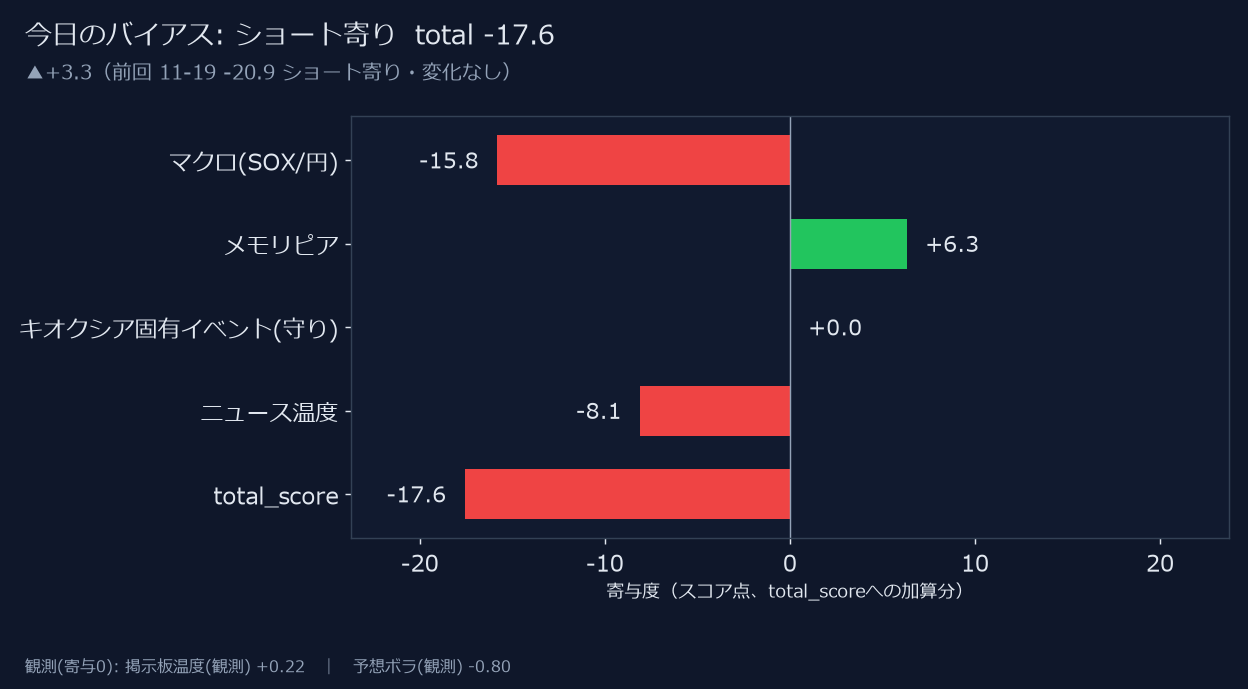 今日のバイアス: ショート寄り total -17.6
▲+3.3（前回 11-19 -20.9 ショート寄り・変化なし）
マクロ(SOX/円)
-15.8
メモリピア
+6.3
キオクシア固有イベント(守り)
+0.0
ニュース温度
-8.1
total_score
-17.6
-20 -10 0 10 20
寄与度（スコア点、total_scoreへの加算分）
観測(寄与0): 掲示板温度(観測) +0.22 ｜ 予想ボラ(観測) -0.80